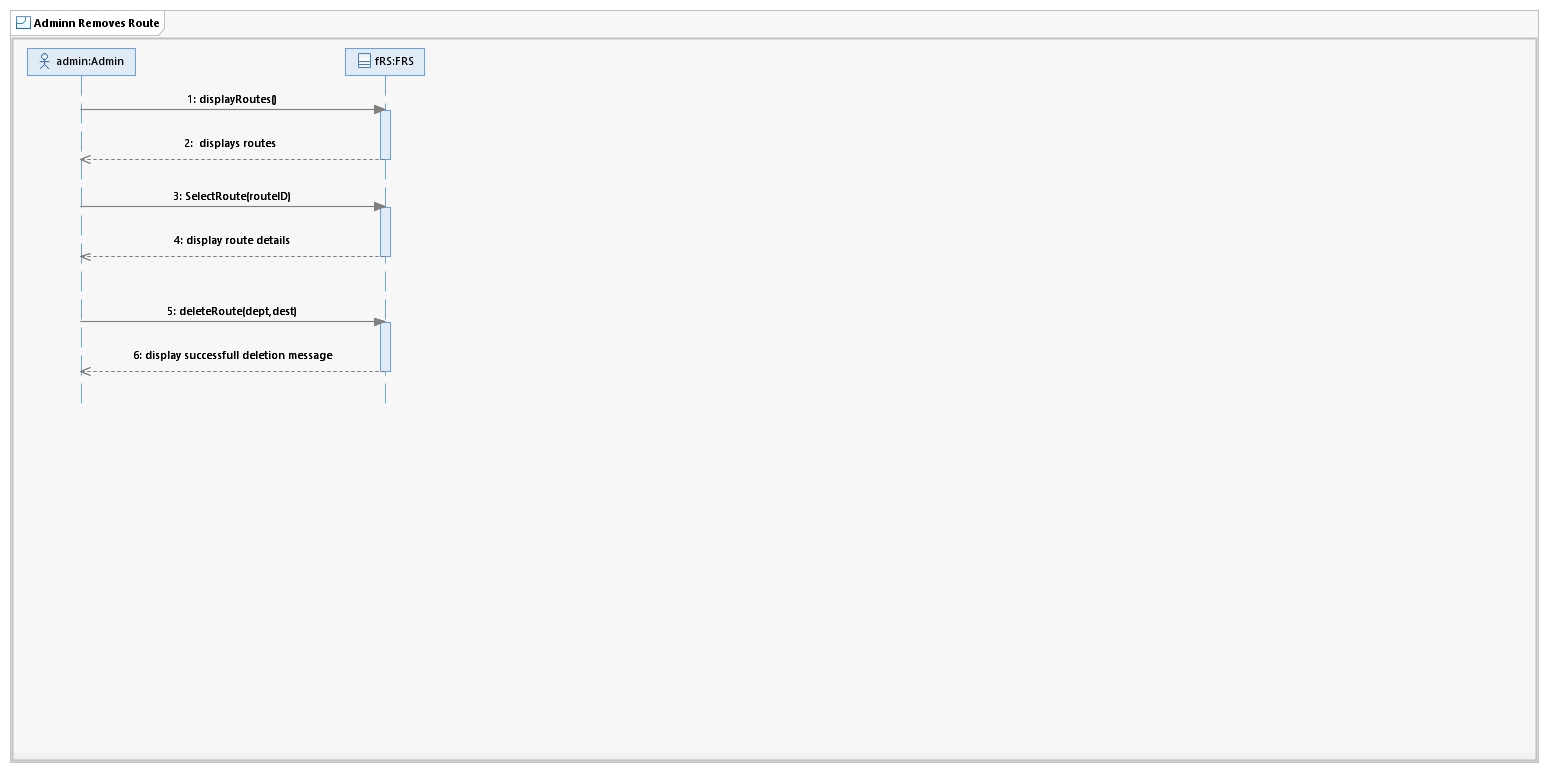 Adminn Removes Route
admin:Admin
fRS:FRS
1: displayRoutes()
2: displays routes
3: SelectRoute(routeID)
4: display route details
5: deleteRoute(dept,dest)
6: display successfull deletion message